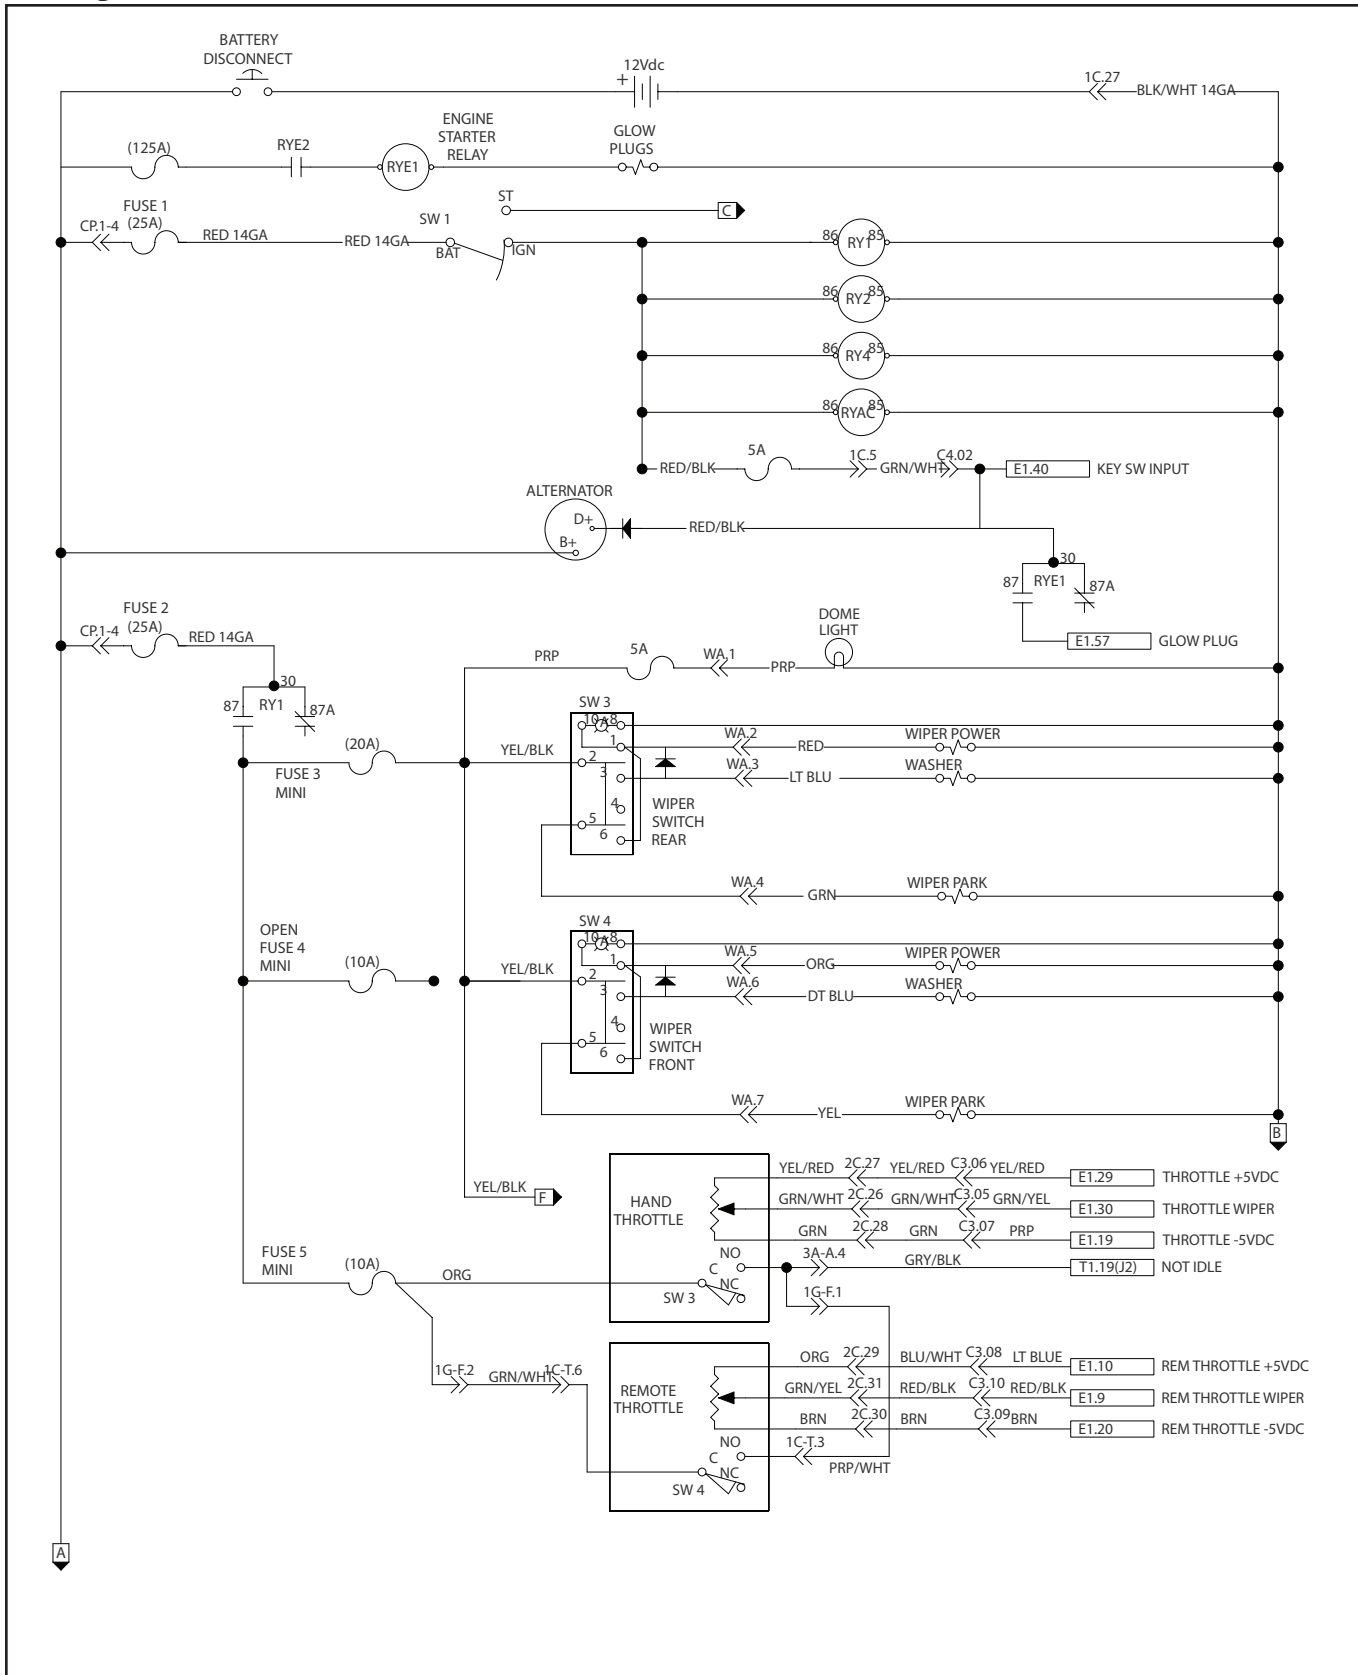 BATTERY
DISCONNECT
12Vdc
+
1C.27
BLK/WHT 14GA
(125A)
RYE2
RYE1
ENGINE
STARTER
RELAY
GLOW
PLUGS
ST
C
CP.1-4
FUSE 1
(25A)
RED 14GA
RED 14GA
SW 1
BAT
IGN
86 RY1 85
86 RY2 85
86 RY4 85
86 RYAC 85
RED/BLK
5A
1C.5
GRN/WHT
C4.02
E1.40
KEY SW INPUT
ALTERNATOR
D+
B+
RED/BLK
30
87
RYE1
87A
E1.57
GLOW PLUG
CP.1-4
FUSE 2
(25A)
RED 14GA
30
87
RY1
87A
PRP
5A
WA.1
PRP
DOME
LIGHT
(20A)
FUSE 3
MINI
YEL/BLK
SW 3
10 A 8
1
2
3
4
5
6
WIPER
SWITCH
REAR
WA.2
RED
WIPER POWER
WA.3
LT BLU
WASHER
WA.4
GRN
WIPER PARK
OPEN
FUSE 4
MINI
(10A)
YEL/BLK
SW 4
10 A 8
1
2
3
4
5
6
WIPER
SWITCH
FRONT
WA.5
ORG
WIPER POWER
WA.6
DT BLU
WASHER
WA.7
YEL
WIPER PARK
B
YEL/BLK
F
HAND
THROTTLE
YEL/RED
2C.27
YEL/RED
C3.06
YEL/RED
E1.29
THROTTLE +5VDC
GRN/WHT
2C.26
GRN/WHT
C3.05
GRN/YEL
E1.30
THROTTLE WIPER
GRN
2C.28
GRN
C3.07
PRP
E1.19
THROTTLE -5VDC
FUSE 5
MINI
(10A)
ORG
NO
C
NC
SW 3
3A-A.4
GRY/BLK
T1.19(J2)
NOT IDLE
1G-F.1
1G-F.2
GRN/WHT
1C-T.6
REMOTE
THROTTLE
ORG
2C.29
BLU/WHT
C3.08
LT BLUE
E1.10
REM THROTTLE +5VDC
GRN/YEL
2C.31
RED/BLK
C3.10
RED/BLK
E1.9
REM THROTTLE WIPER
BRN
2C.30
BRN
C3.09
BRN
E1.20
REM THROTTLE -5VDC
NO
C
NC
SW 4
1C-T.3
PRP/WHT
A